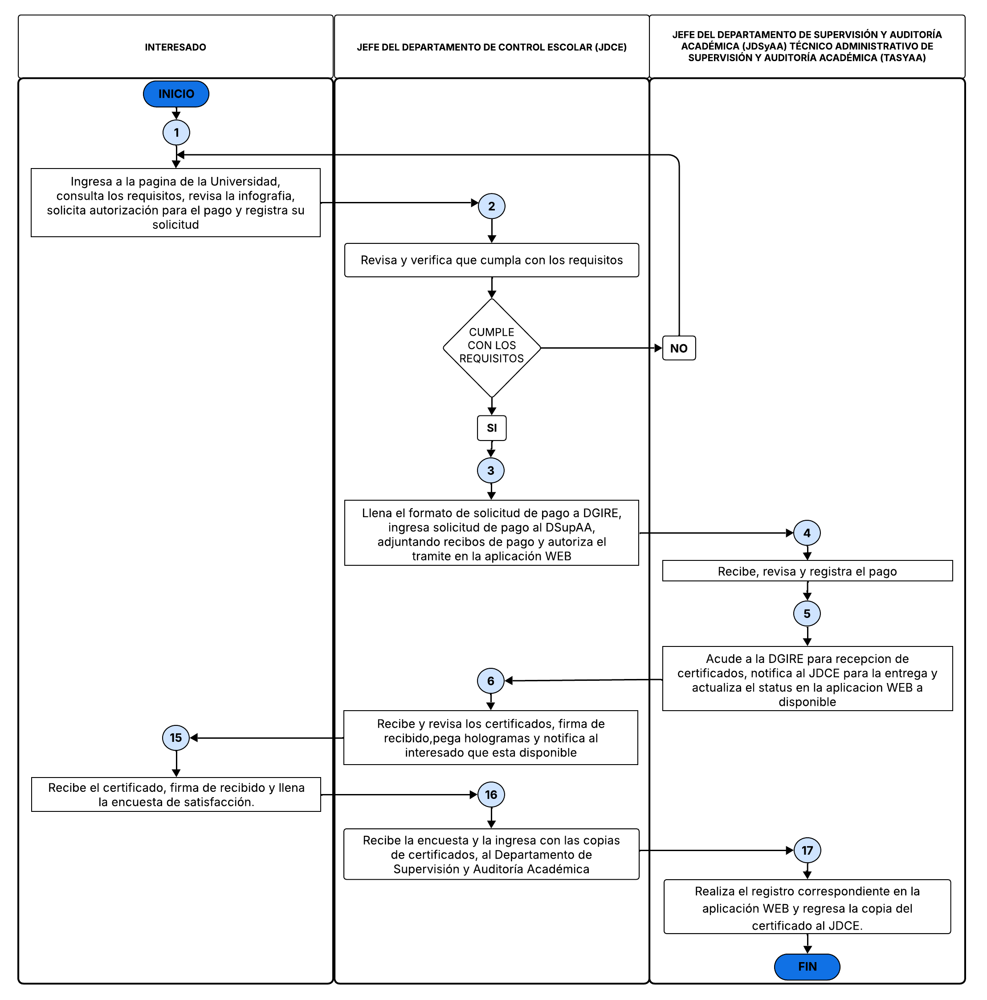 INTERESADO
JEFE DEL DEPARTAMENTO DE CONTROL ESCOLAR (JDCE)
JEFE DEL DEPARTAMENTO DE SUPERVISIÓN Y AUDITORÍA
ACADÉMICA (JDSyAA) TÉCNICO ADMINISTRATIVO DE
SUPERVISIÓN Y AUDITORÍA ACADÉMICA (TASYAA)
INICIO
1
Ingresa a la pagina de la Universidad,
consulta los requisitos, revisa la infografia,
solicita autorización para el pago y registra su
solicitud
2
Revisa y verifica que cumpla con los requisitos
CUMPLE
CON LOS
REQUISITOS
NO
SI
3
Llena el formato de solicitud de pago a DGIRE,
ingresa solicitud de pago al DSupAA,
adjuntando recibos de pago y autoriza el
tramite en la aplicación WEB
4
Recibe, revisa y registra el pago
5
Acude a la DGIRE para recepcion de
certificados, notifica al JDCE para la entrega y
actualiza el status en la aplicacion WEB a
disponible
6
Recibe y revisa los certificados, firma de
recibido,pega hologramas y notifica al
interesado que esta disponible
15
Recibe el certificado, firma de recibido y llena
la encuesta de satisfacción.
16
Recibe la encuesta y la ingresa con las copias
de certificados, al Departamento de
Supervisión y Auditoría Académica
17
Realiza el registro correspondiente en la
aplicación WEB y regresa la copia del
certificado al JDCE.
FIN